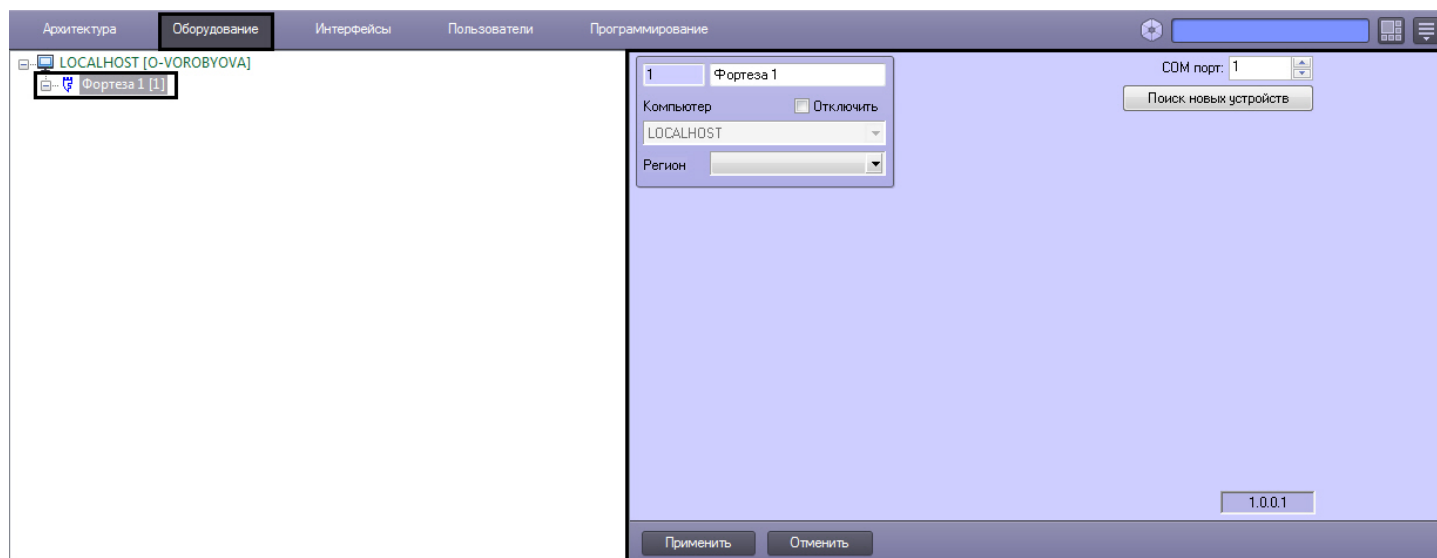 Архитектура Оборудование Интерфейсы Пользователи Программирование
LOCALHOST [O-VOROBYOVA]
Фортеза 1 [1]
1 Фортеза 1
Компьютер Отключить
LOCALHOST
Регион
COM порт: 1
Поиск новых устройств
1.0.0.1
Применить Отменить